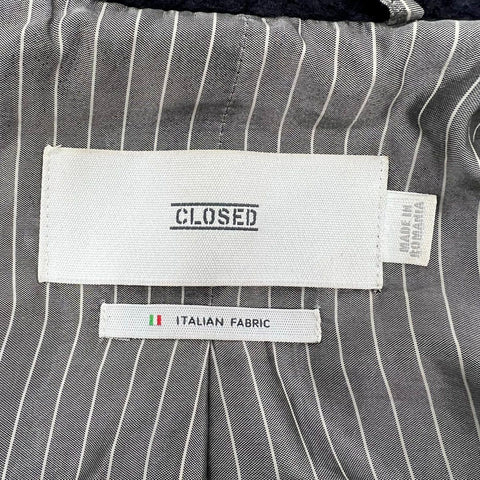 CLOSED
MADE IN
ROMANIA
ITALIAN FABRIC